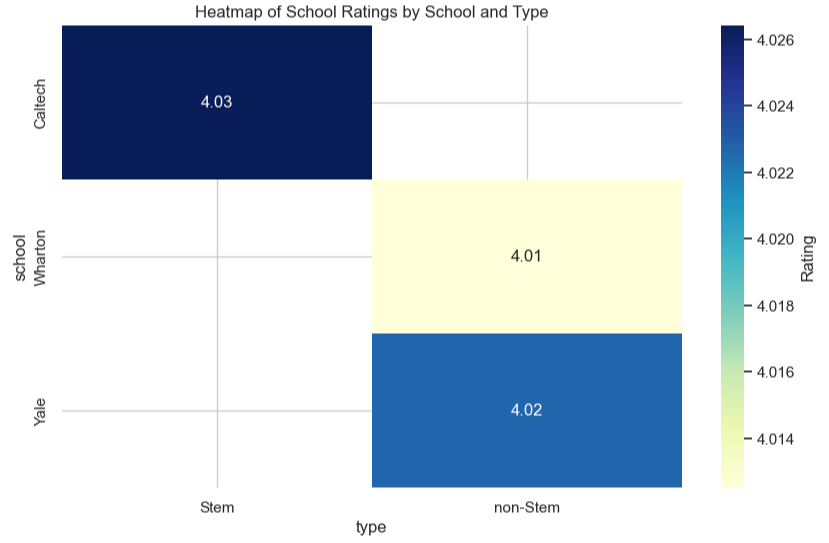 Heatmap of School Ratings by School and Type
Caltech
Wharton
Yale
school
4.03
4.01
4.02
Stem
non-Stem
type
4.026
4.024
4.022
4.020
4.018
4.016
4.014
Rating